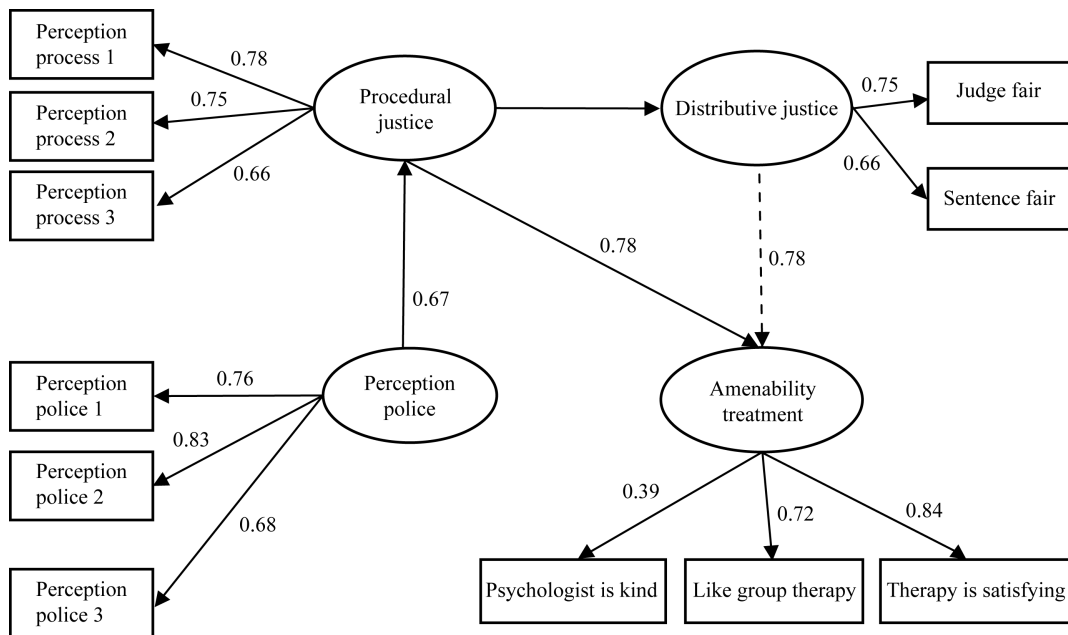 Perception
process 1
0.78
Perception
process 2
0.75
Perception
process 3
0.66
Procedural
justice
Distributive justice
0.75
Judge fair
0.66
Sentence fair
0.78
0.78
0.67
Perception
police 1
0.76
Perception
police 2
0.83
Perception
police 3
0.68
Perception
police
Amenability
treatment
0.39
0.72
0.84
Psychologist is kind
Like group therapy
Therapy is satisfying